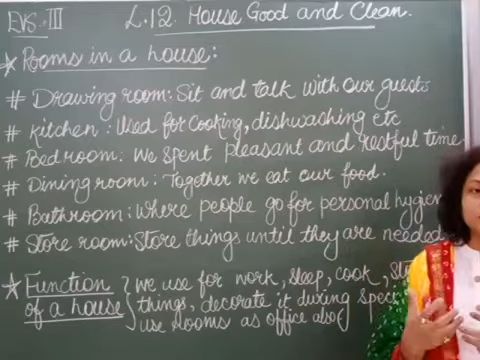 EVS-III L.12. House Good and Clean.
* Rooms in a house:
# Drawing room: Sit and talk with our guests
# Kitchen: Used for cooking, dishwashing etc
# Bedroom: We spent pleasant and restful time.
# Dining room: Together we eat our food.
# Bathroom: Where people go for personal hygien
# Store room: Store things until they are needed
* Function of a house } We use for work, sleep, cook,
things, decorate it during
use rooms as office also